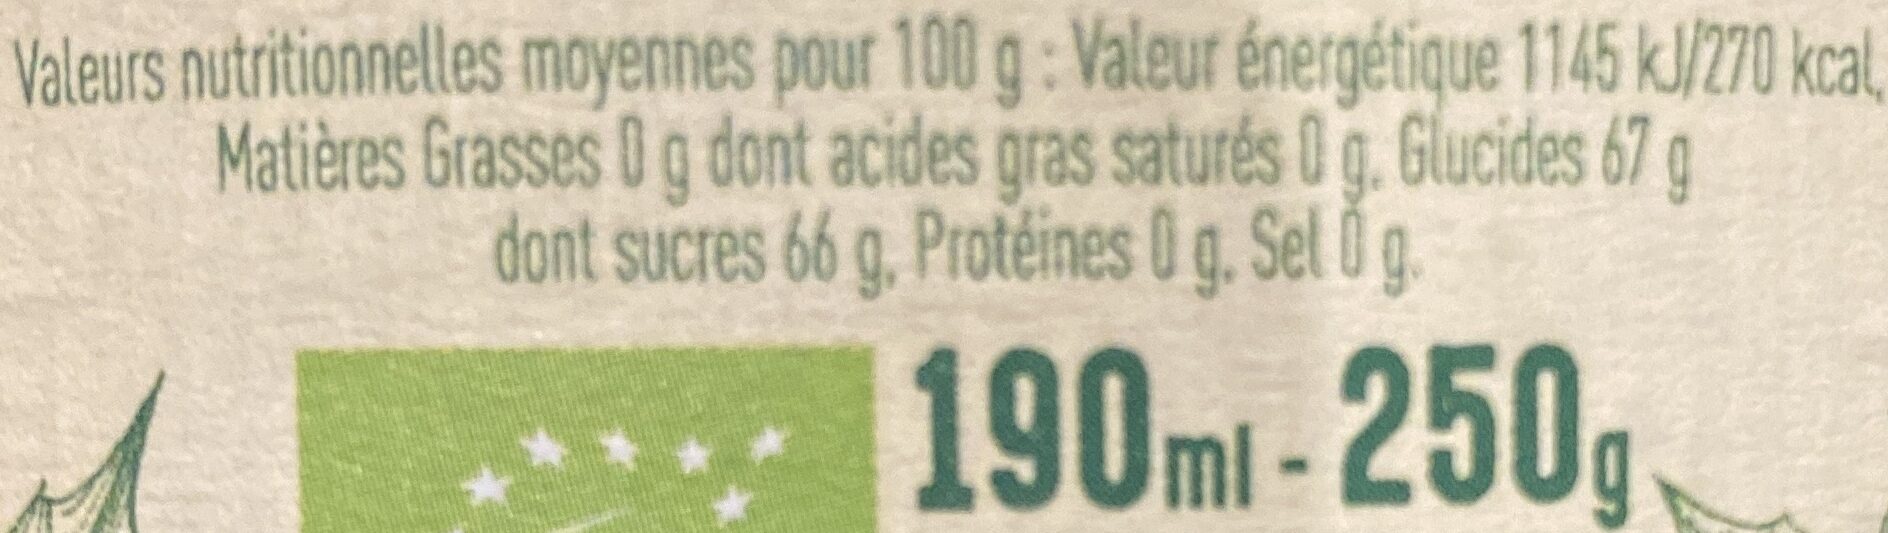 Valeurs nutritionnelles moyennes pour 100 g : Valeur énergétique 1145 kJ/270 kcal,
Matières Grasses 0 g dont acides gras saturés 0 g, Glucides 67 g
dont sucres 66 g, Protéines 0 g, Sel 0 g.
190ml - 250g